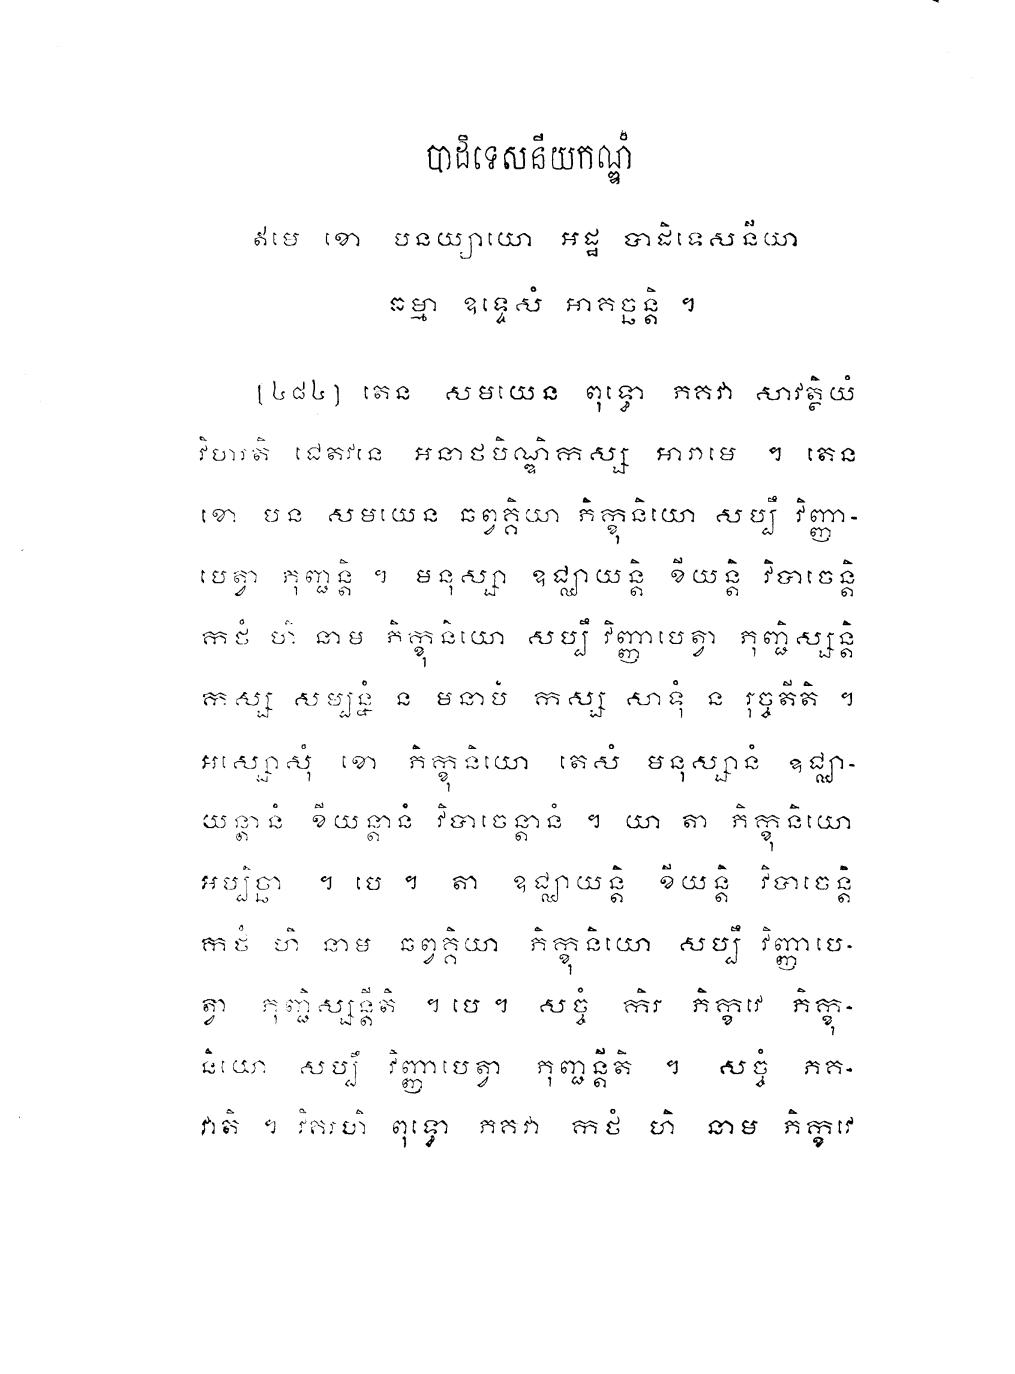 បាដិទេសនីយកណ្ឌំ
ឥមេ ខោ បនយ្យាយោ អដ្ឋ បាដិទេសនីយា
ធម្មា ឧទ្ទេសំ អាគច្ឆន្តិ ។
[៤៨៤] តេន សមយេន ពុទ្ធោ ភគវា សាវត្ថិយំ
វិហរតិ ជេតវនេ អនាថបិណ្ឌិកស្ស អារាមេ ។ តេន
ខោ បន សមយេន ឆព្វគ្គិយា ភិក្ខុនិយោ សប្បឹ វិញ្ញា-
បេត្វា ភុញ្ជន្តិ ។ មនុស្សា ឧជ្ឈាយន្តិ ខីយន្តិ វិបាចេន្តិ
កថំ ហិ នាម ភិក្ខុនិយោ សប្បឹ វិញ្ញាបេត្វា ភុញ្ជិស្សន្តិ
កស្ស សម្បន្នំ ន មនាបំ កស្ស សាទុំ ន រុច្ចតីតិ ។
អស្សោសុំ ខោ ភិក្ខុនិយោ តេសំ មនុស្សានំ ឧជ្ឈា-
យន្តានំ ខីយន្តានំ វិបាចេន្តានំ ។ យា តា ភិក្ខុនិយោ
អប្បិច្ឆា ។ បេ ។ តា ឧជ្ឈាយន្តិ ខីយន្តិ វិបាចេន្តិ
កថំ ហិ នាម ឆព្វគ្គិយា ភិក្ខុនិយោ សប្បឹ វិញ្ញាបេ-
ត្វា ភុញ្ជិស្សន្តីតិ ។ បេ ។ សច្ចំ កិរ ភិក្ខវេ ភិក្ខុ-
និយោ សប្បឹ វិញ្ញាបេត្វា ភុញ្ជន្តីតិ ។ សច្ចំ ភគ-
វាតិ ។ វិគរហិ ពុទ្ធោ ភគវា កថំ ហិ នាម ភិក្ខវេ